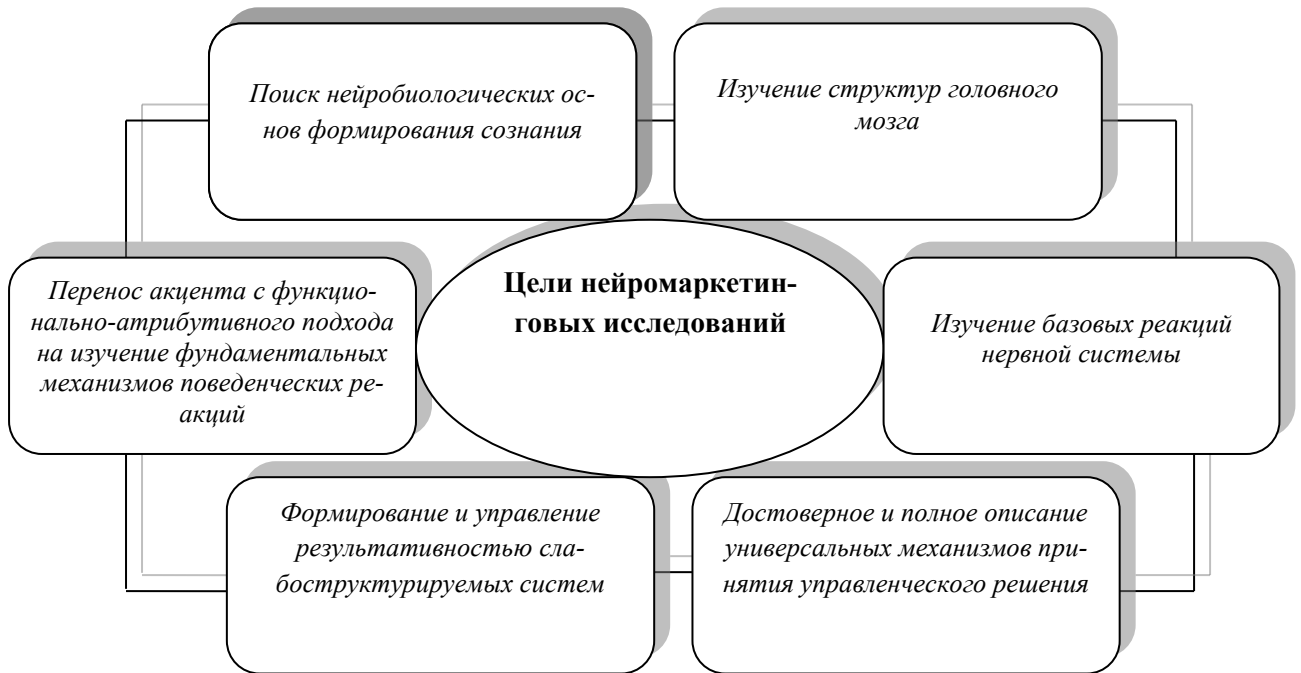 Поиск нейробиологических ос-
нов формирования сознания
Изучение структур головного
мозга
Перенос акцента с функцио-
нально-атрибутивного подхода
на изучение фундаментальных
механизмов поведенческих ре-
акций
Цели нейромаркетин-
говых исследований
Изучение базовых реакций
нервной системы
Формирование и управление
результативностью сла-
боструктурируемых систем
Достоверное и полное описание
универсальных механизмов при-
нятия управленческого решения